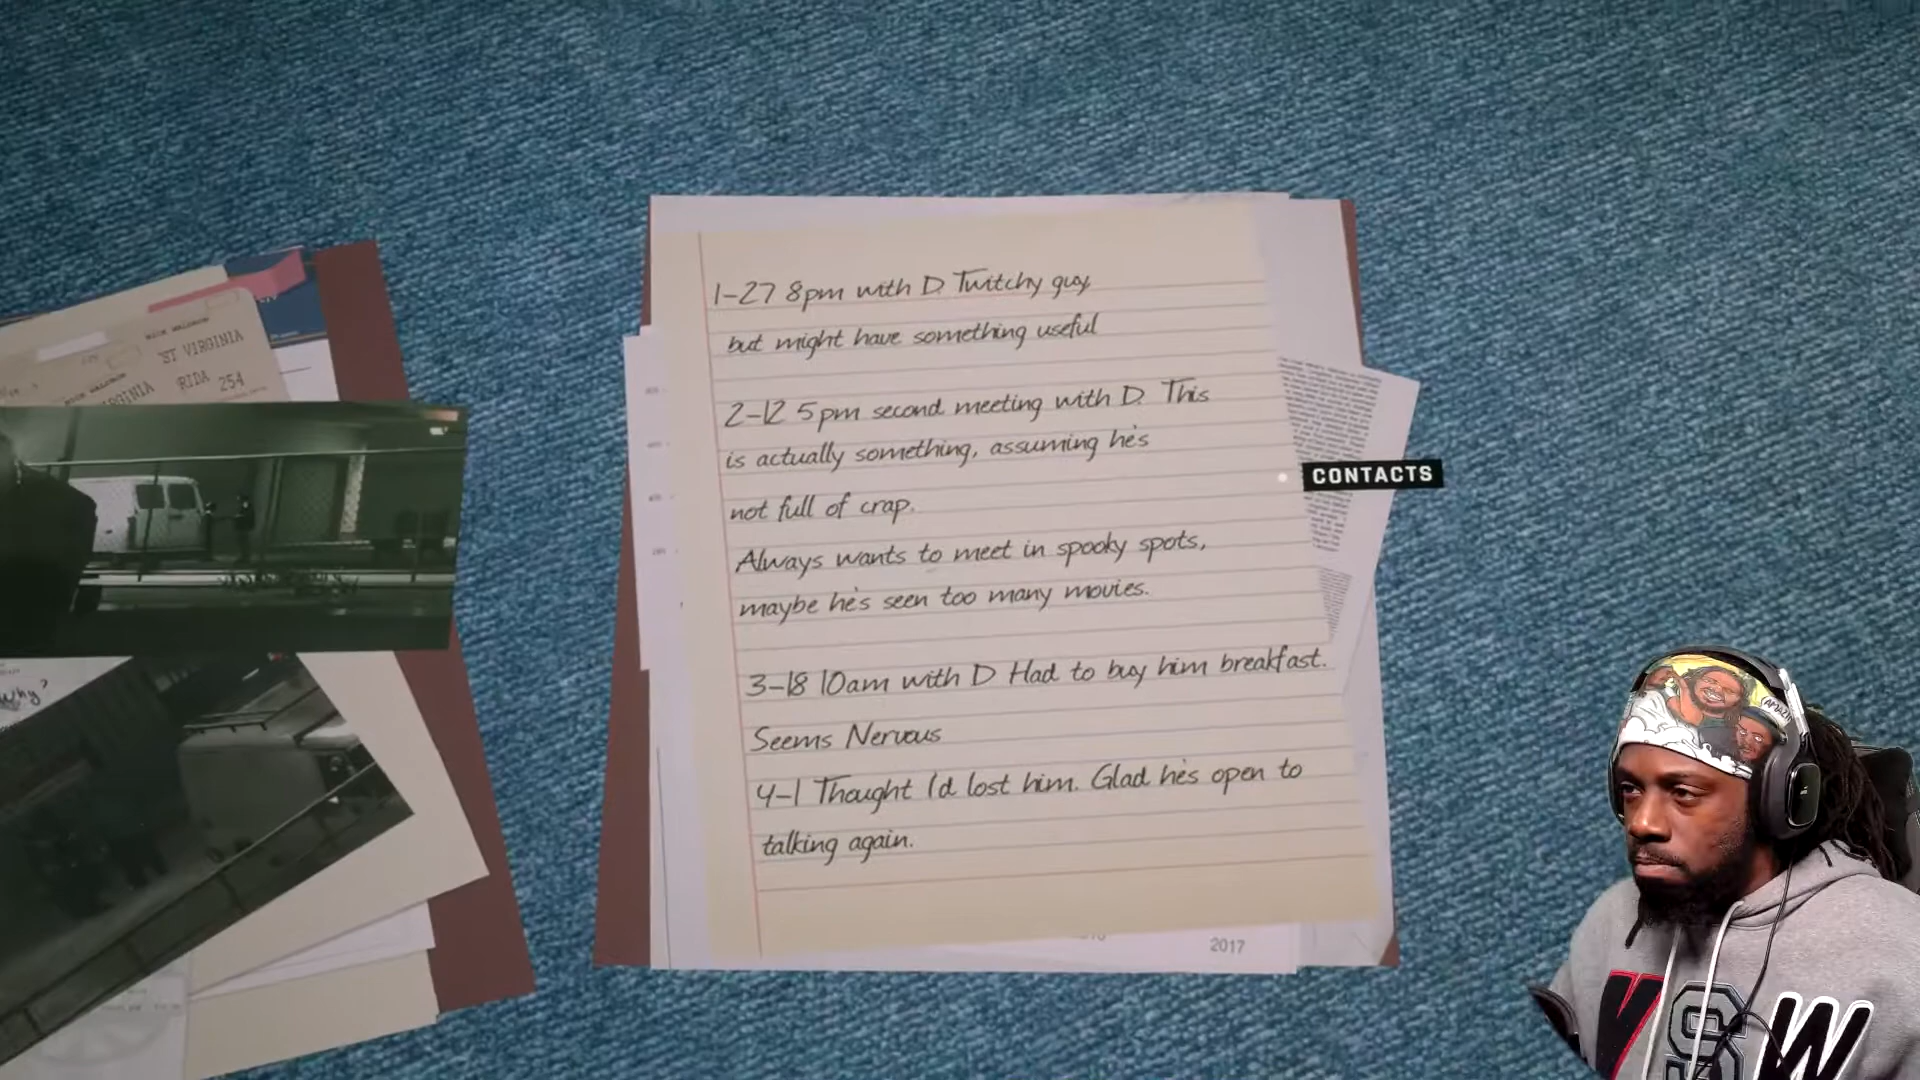 1-27 8pm with D. Twitchy guy
but might have something useful
2-12 5pm second meeting with D. This
is actually something, assuming he's
not full of crap.
Always wants to meet in spooky spots,
maybe he's seen too many movies.
3-18 10am with D Had to buy him breakfast.
Seems Nervous
4-1 Thought I'd lost him. Glad he's open to
talking again.
CONTACTS
2017
ST VIRGINIA
RIDA 254
Why?